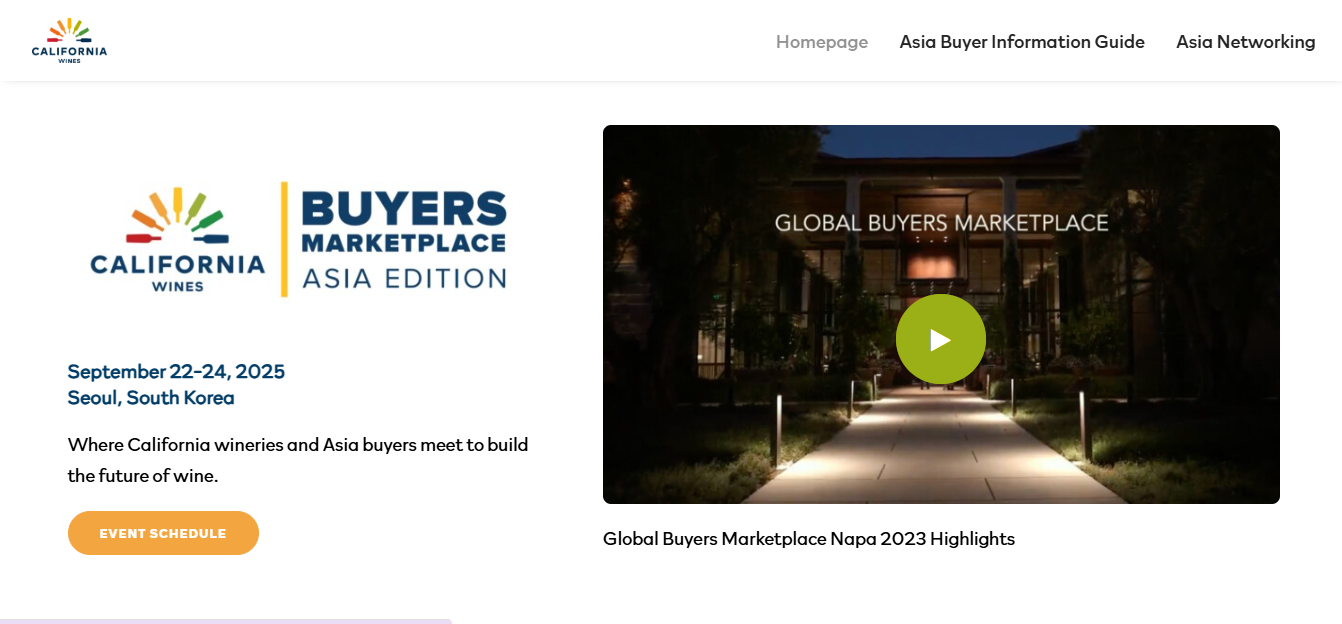 CALIFORNIA
WINES
Homepage
Asia Buyer Information Guide
Asia Networking
CALIFORNIA
WINES
BUYERS
MARKETPLACE
ASIA EDITION
September 22-24, 2025
Seoul, South Korea
Where California wineries and Asia buyers meet to build
the future of wine.
EVENT SCHEDULE
GLOBAL BUYERS MARKETPLACE
Global Buyers Marketplace Napa 2023 Highlights